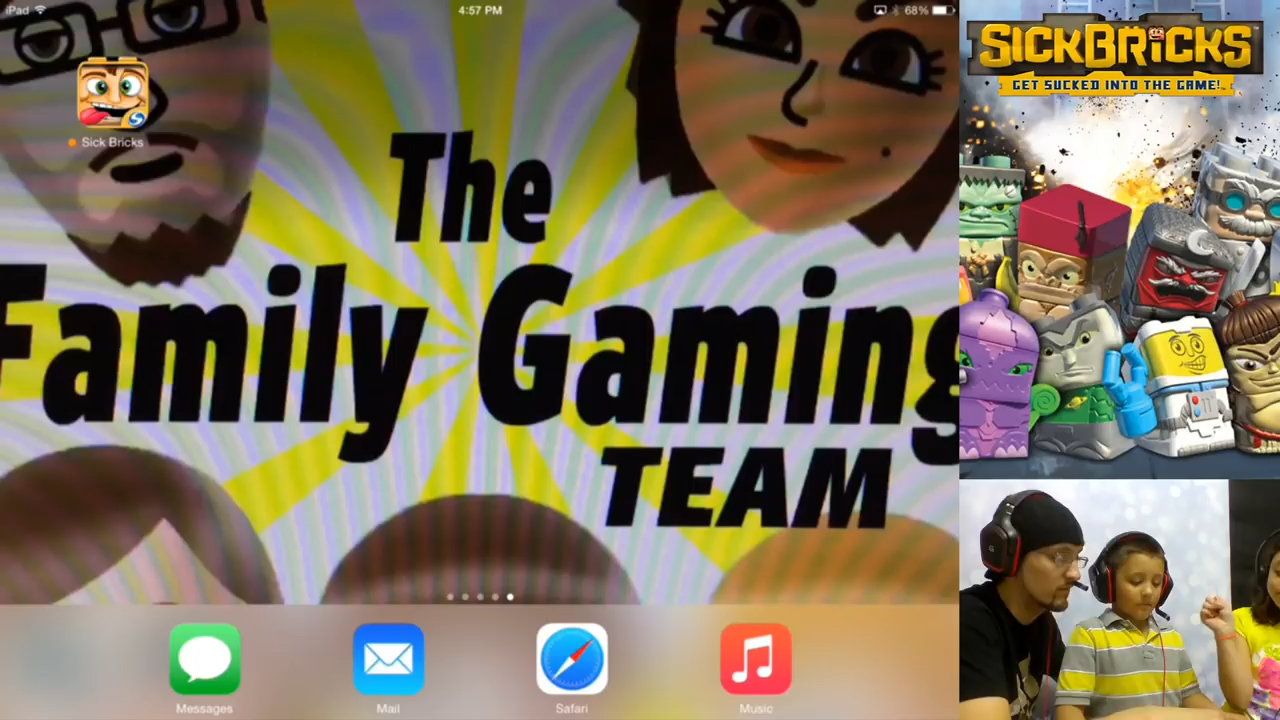 iPad
4:57 PM
68%
Sick Bricks
The
Family Gaming
TEAM
Messages
Mail
Safari
Music
SICKBRICKS
GET SUCKED INTO THE GAME!